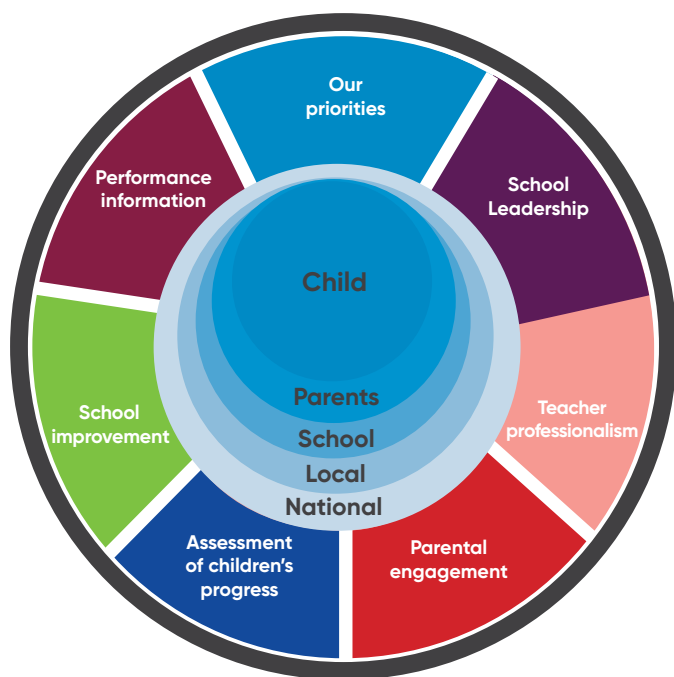 Our
priorities
School
Leadership
Teacher
professionalism
Parental
engagement
Assessment
of children’s
progress
School
improvement
Performance
information
Child
Parents
School
Local
National